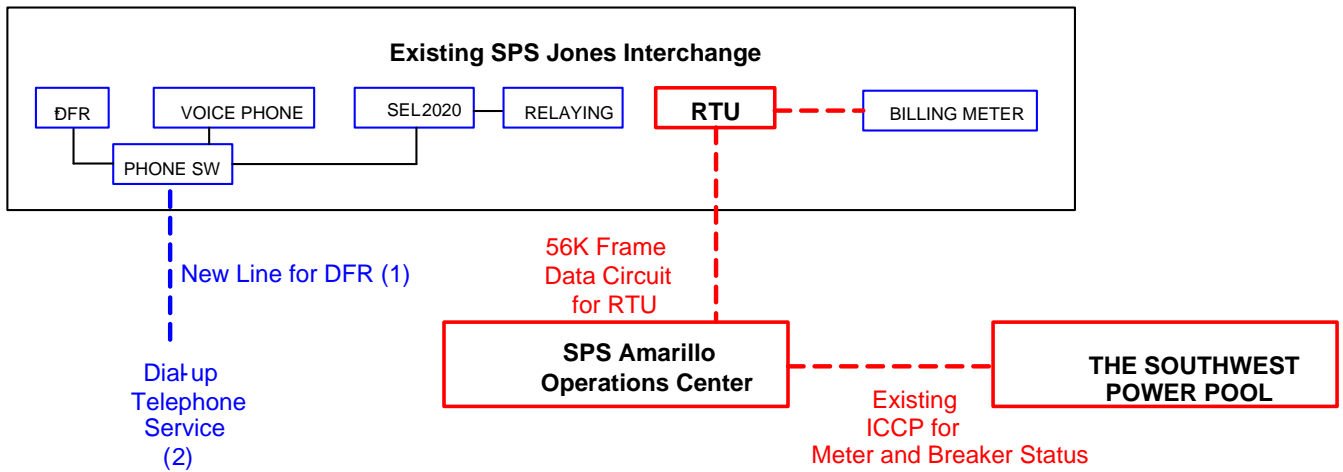 Existing SPS Jones Interchange
DFR
VOICE PHONE
SEL2020
RELAYING
RTU
BILLING METER
PHONE SW
New Line for DFR (1)
56K Frame
Data Circuit
for RTU
Dial-up
Telephone
Service
(2)
SPS Amarillo
Operations Center
THE SOUTHWEST
POWER POOL
Existing
ICCP for
Meter and Breaker Status